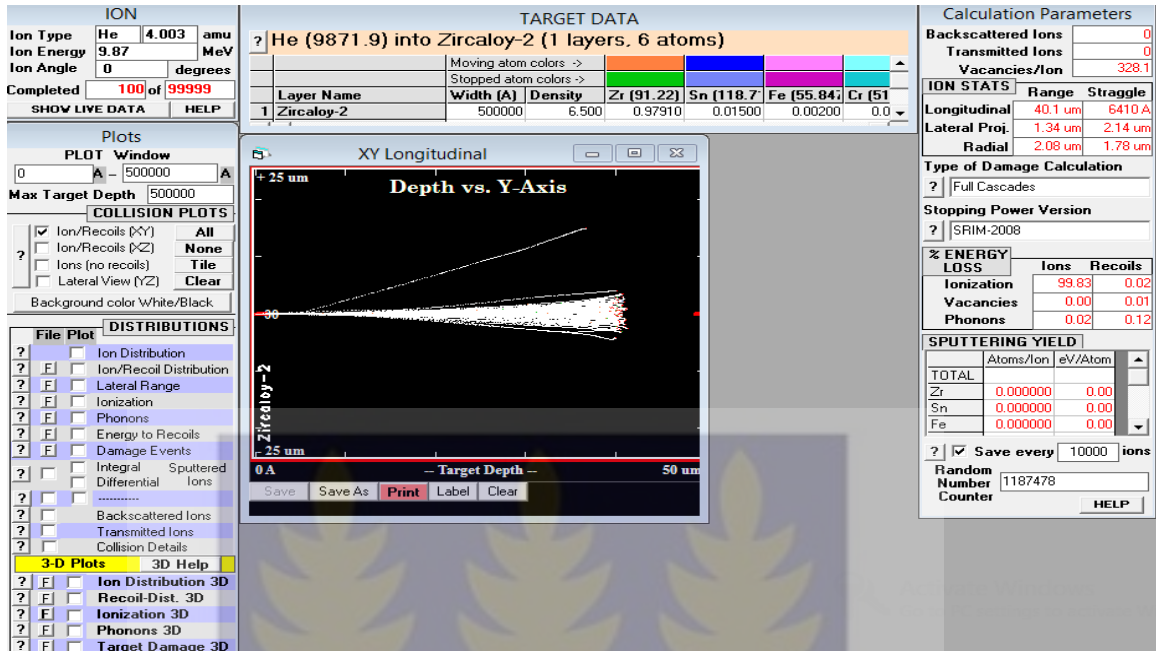 ION
Ion Type He 4.003 amu
Ion Energy 9.87 MeV
Ion Angle 0 degrees
Completed 100 of 99999
SHOW LIVE DATA HELP
Plots
PLOT Window
0 A – 500000 A
Max Target Depth 500000
COLLISION PLOTS
Ion/Recoils (XY) All
Ion/Recoils (XZ) None
? Ions (no recoils) Tile
Lateral View (YZ) Clear
Background color White/Black
DISTRIBUTIONS
File Plot
? Ion Distribution
? F Ion/Recoil Distribution
? F Lateral Range
? F Ionization
? F Phonons
? F Energy to Recoils
? F Damage Events
? Integral Sputtered
Differential Ions
? -----------
? Backscattered Ions
? Transmitted Ions
? Collision Details
3-D Plots 3D Help
? F Ion Distribution 3D
? F Recoil-Dist. 3D
? F Ionization 3D
? F Phonons 3D
? F Target Damage 3D
TARGET DATA
? He (9871.9) into Zircaloy-2 (1 layers, 6 atoms)
Moving atom colors ->
Stopped atom colors ->
Layer Name Width (A) Density Zr (91.22) Sn (118.7 Fe (55.847 Cr (51
1 Zircaloy-2 500000 6.500 0.97910 0.01500 0.00200 0.0
XY Longitudinal
+ 25 um
Depth vs. Y-Axis
Zircaloy-2
- 25 um
0 A -- Target Depth -- 50 um
Save Save As Print Label Clear
Calculation Parameters
Backscattered Ions 0
Transmitted Ions 0
Vacancies/Ion 328.1
ION STATS Range Straggle
Longitudinal 40.1 um 6410 A
Lateral Proj. 1.34 um 2.14 um
Radial 2.08 um 1.78 um
Type of Damage Calculation
? Full Cascades
Stopping Power Version
? SRIM-2008
% ENERGY LOSS Ions Recoils
Ionization 99.83 0.02
Vacancies 0.00 0.01
Phonons 0.02 0.12
SPUTTERING YIELD
Atoms/Ion eV/Atom
TOTAL
Zr 0.000000 0.00
Sn 0.000000 0.00
Fe 0.000000 0.00
? Save every 10000 ions
Random Number Counter 1187478
HELP